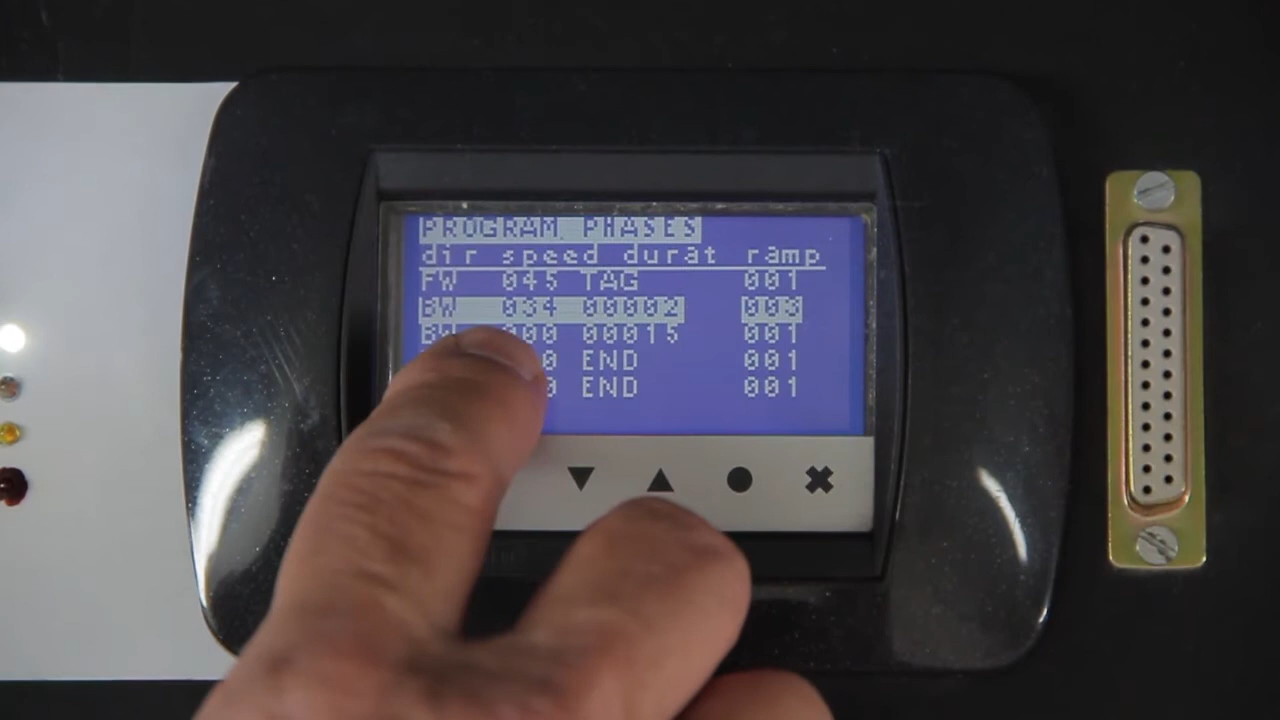 PROGRAM PHASES
dir speed durat ramp
FW 045 TAG 001
BW 034 00002 003
BW 000 00015 001
END 001
END 001